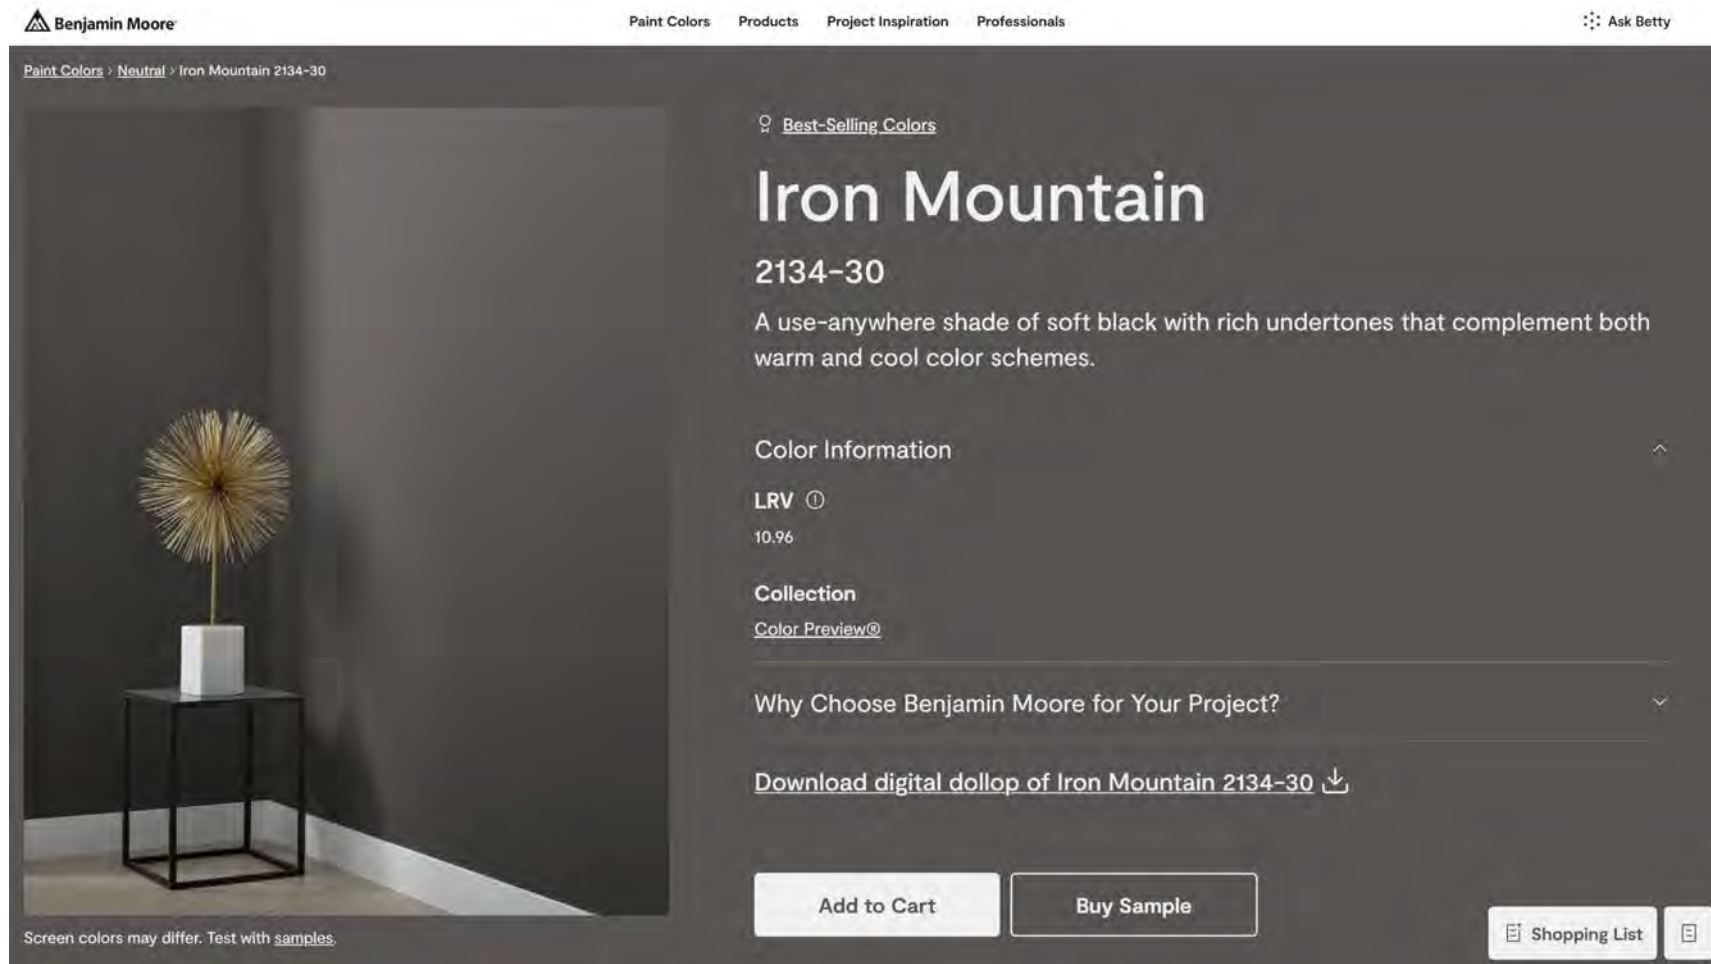 Benjamin Moore
Paint Colors Products Project Inspiration Professionals
Ask Betty
Paint Colors > Neutral > Iron Mountain 2134-30
Best-Selling Colors
Iron Mountain
2134-30
A use-anywhere shade of soft black with rich undertones that complement both
warm and cool color schemes.
Color Information
LRV
10.96
Collection
Color Preview®
Why Choose Benjamin Moore for Your Project?
Download digital dollop of Iron Mountain 2134-30
Add to Cart
Buy Sample
Screen colors may differ. Test with samples.
Shopping List